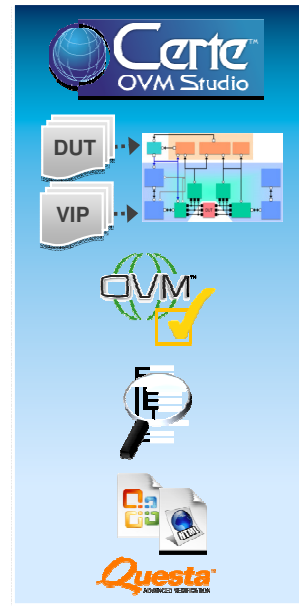 Certe™
OVM Studio
DUT
VIP
OVM™
HTML
Questa
ADVANCED VERIFICATION